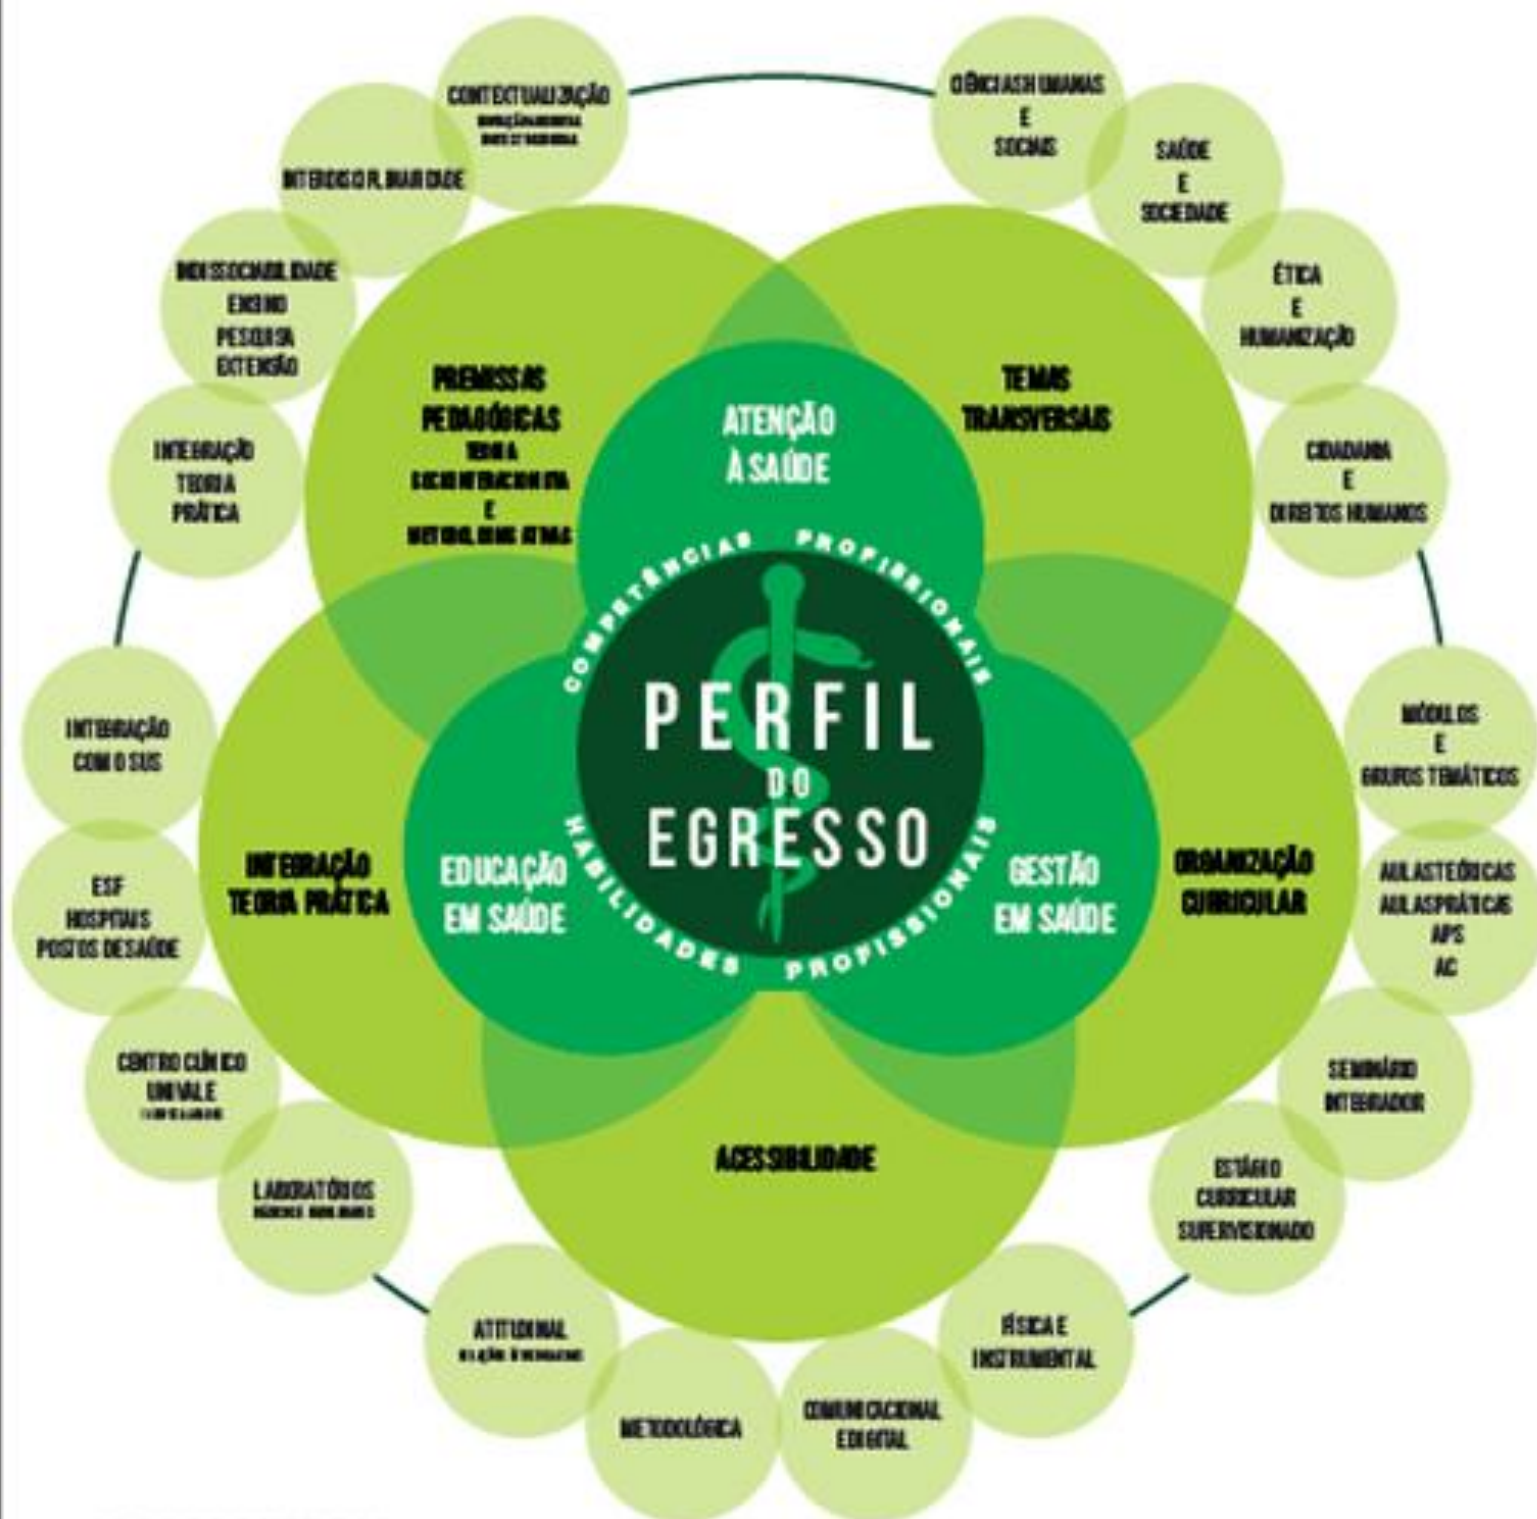 CONTEXTUALIZAÇÃO
INTERDISCIPLINARIDADE
INDISSOCIABILIDADE
ENSINO
PESQUISA
EXTENSÃO
INTEGRAÇÃO
TEORIA
PRÁTICA
CIÊNCIAS HUMANAS
E
SOCIAIS
SAÚDE
E
SOCIEDADE
ÉTICA
E
HUMANIZAÇÃO
CIDADANIA
E
DIREITOS HUMANOS
PREMISSAS
PEDAGÓGICAS
TEORIA
SOCIOINTERACIONISTA
E
METODOLOGIAS ATIVAS
TEMAS
TRANSVERSAIS
ATENÇÃO
À SAÚDE
COMPETÊNCIAS PROFISSIONAIS
PERFIL
DO
EGRESSO
HABILIDADES PROFISSIONAIS
EDUCAÇÃO
EM SAÚDE
GESTÃO
EM SAÚDE
INTEGRAÇÃO
TEORIA PRÁTICA
ORGANIZAÇÃO
CURRICULAR
ACESSIBILIDADE
INTEGRAÇÃO
COM O SUS
ESF
HOSPITAIS
POSTOS DE SAÚDE
CENTRO CLÍNICO
UNIVALE
LABORATÓRIOS
MÓDULOS
E
GRUPOS TEMÁTICOS
AULAS TEÓRICAS
AULAS PRÁTICAS
APS
AC
SEMINÁRIO
INTEGRADOR
ESTÁGIO
CURRICULAR
SUPERVISIONADO
ATITUDINAL
METODOLÓGICA
COMUNICACIONAL
E DIGITAL
FÍSICA E
INSTRUMENTAL